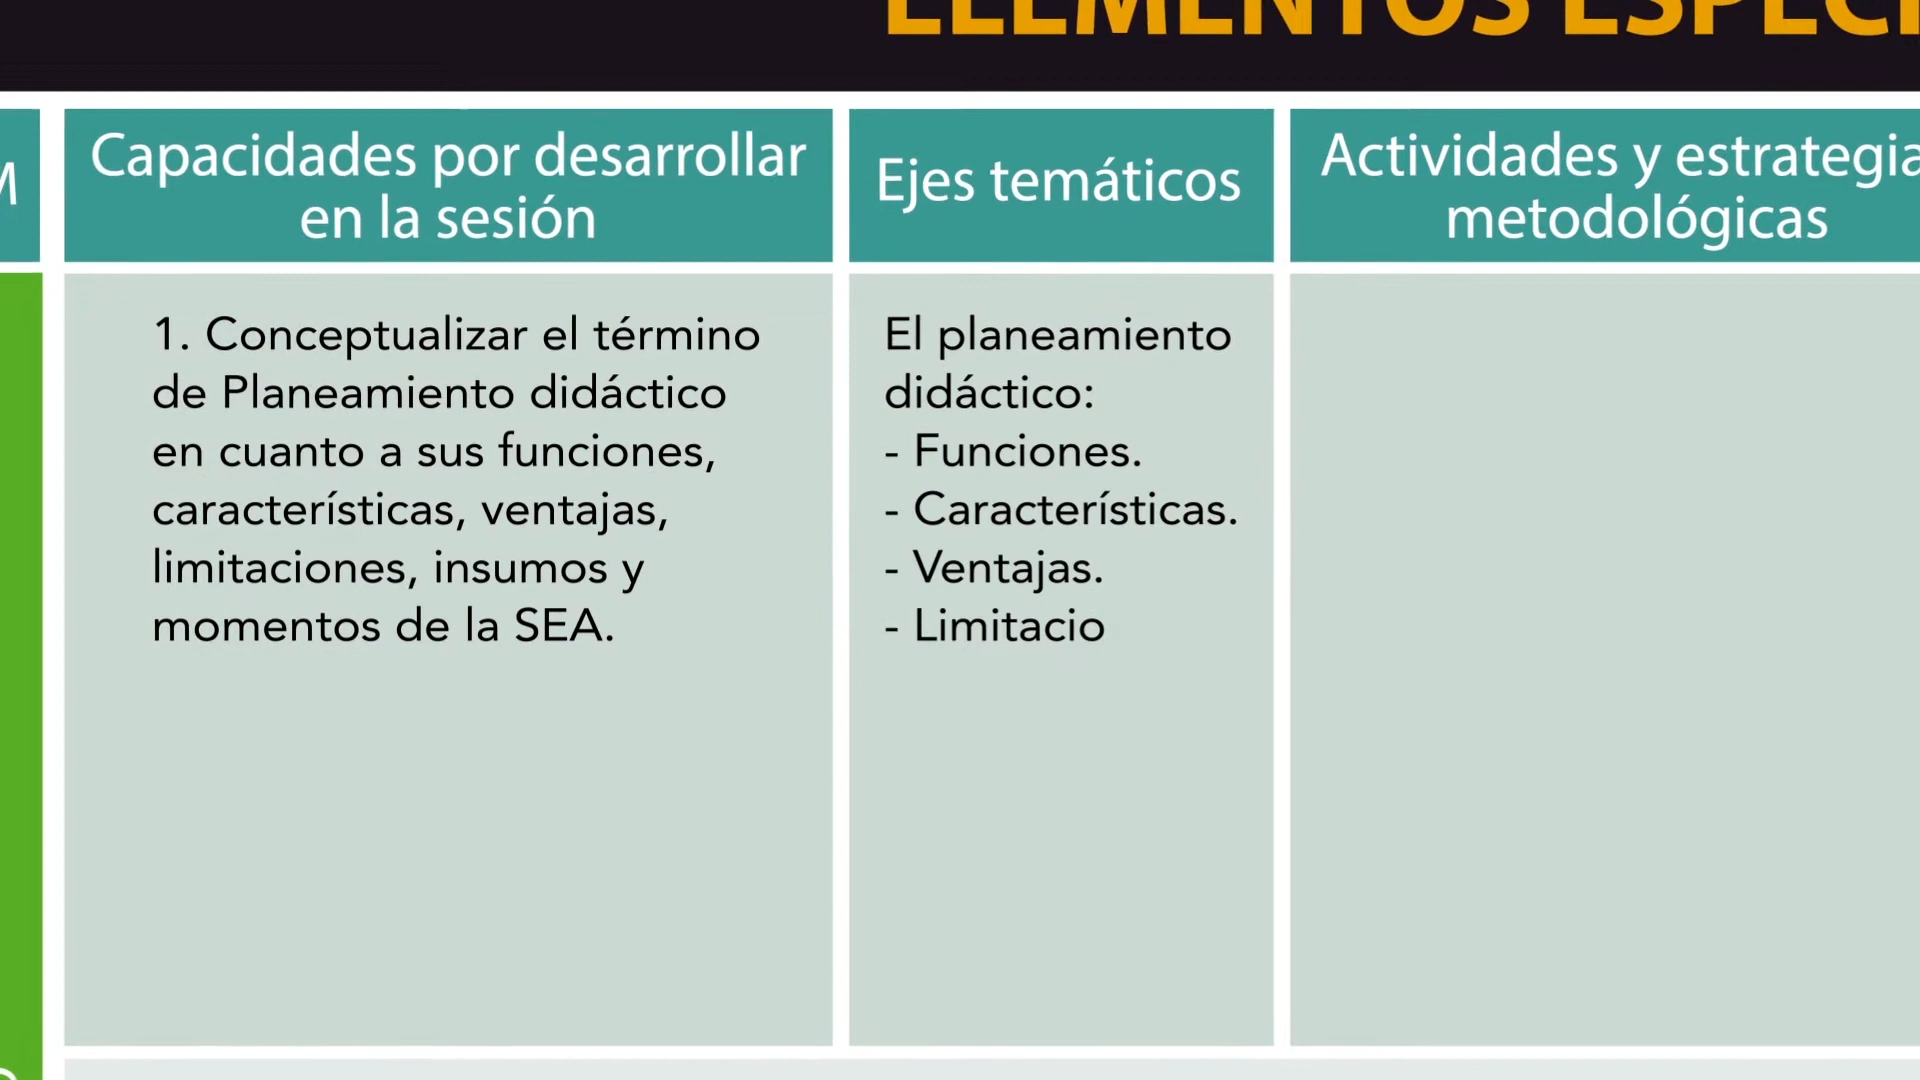 ELEMENTOS
M
Capacidades por desarrollar
en la sesión
Ejes temáticos
Actividades y
metodológicas
1. Conceptualizar el término
de Planeamiento didáctico
en cuanto a sus funciones,
características, ventajas,
limitaciones, insumos y
momentos de la SEA.
El planeamiento
didáctico:
- Funciones.
- Características.
- Ventajas.
- Limitacio